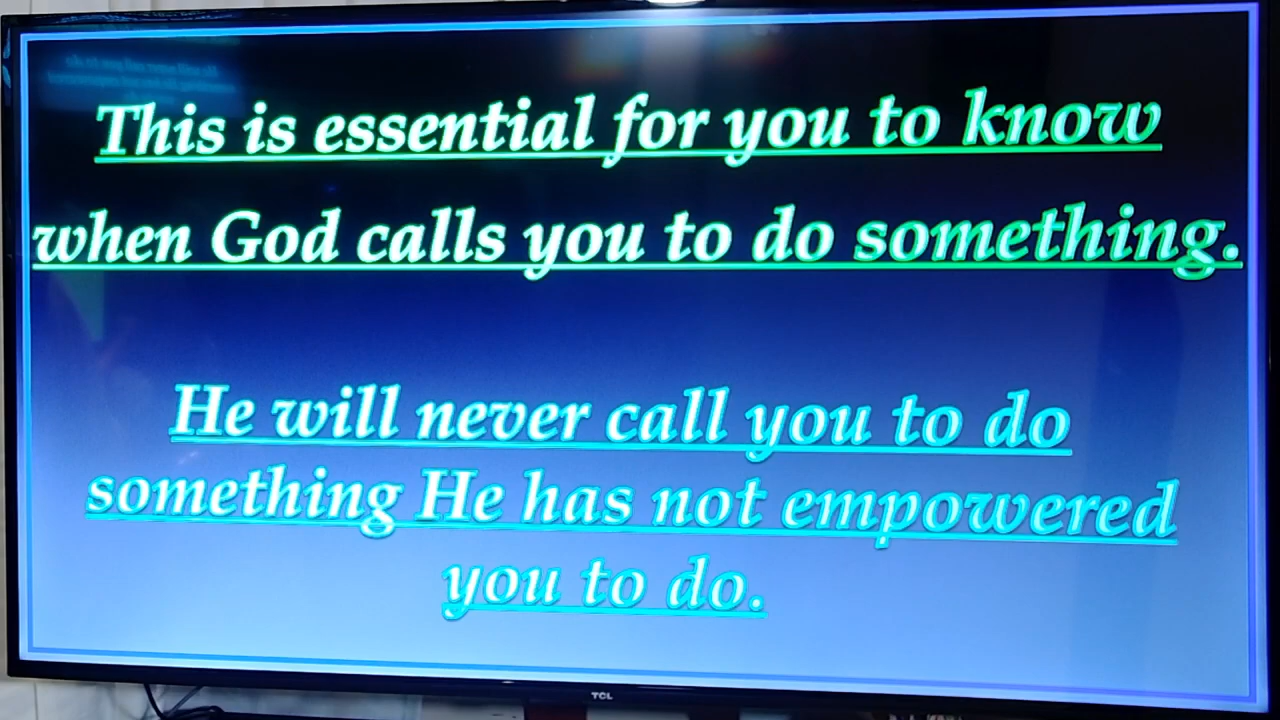 This is essential for you to know
when God calls you to do something.
He will never call you to do
something He has not empowered
you to do.
TCL